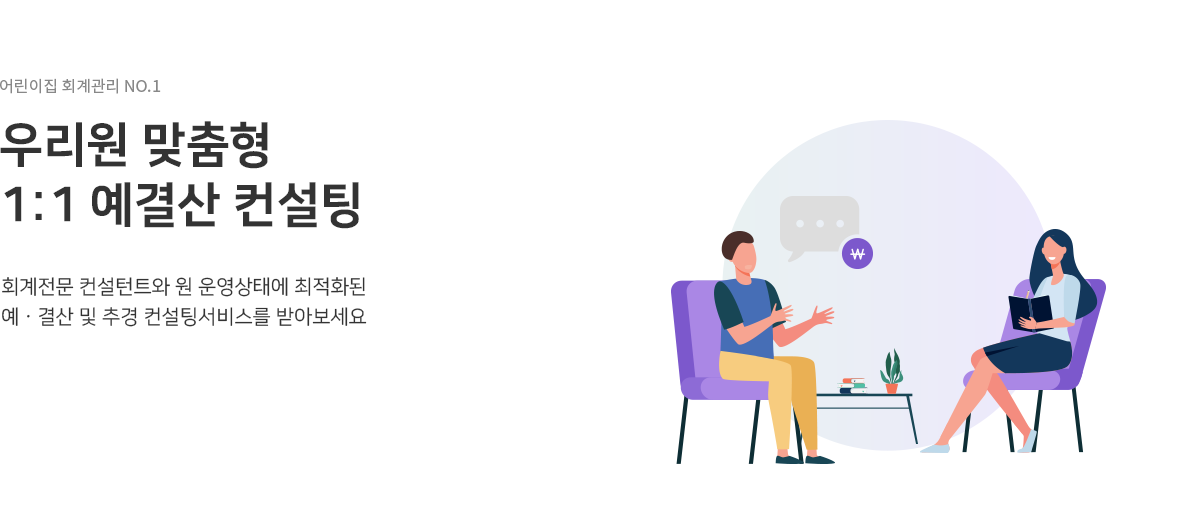 어린이집 회계관리 NO.1
우리원 맞춤형
1:1 예결산 컨설팅
회계전문 컨설턴트와 원 운영상태에 최적화된
예 · 결산 및 추경 컨설팅서비스를 받아보세요
₩